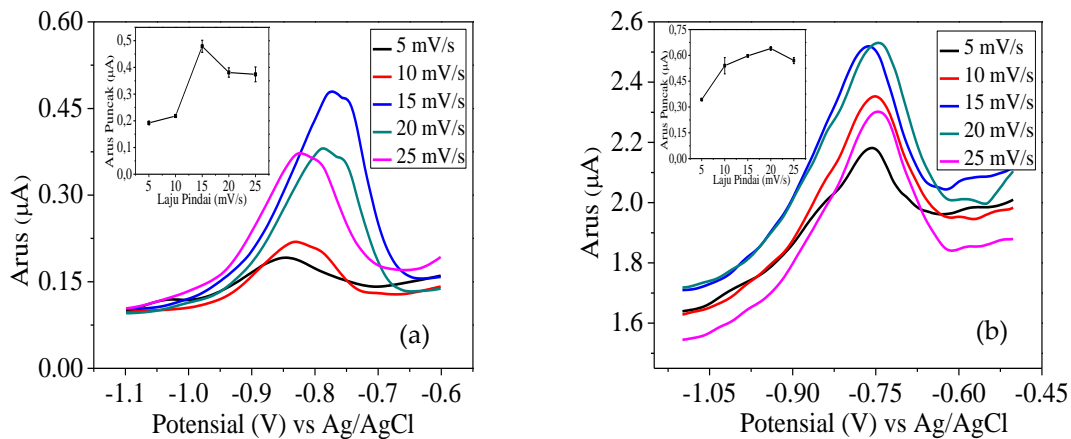 (a)
0.60
0.45
0.30
0.15
0.00
Arus (µA)
-1.1 -1.0 -0.9 -0.8 -0.7 -0.6
Potensial (V) vs Ag/AgCl
5 mV/s
10 mV/s
15 mV/s
20 mV/s
25 mV/s
0,5
0,4
0,3
0,2
0,1
0,0
Arus Puncak (µA)
5 10 15 20 25
Laju Pindai (mV/s)
(b)
2.6
2.4
2.2
2.0
1.8
1.6
Arus (µA)
-1.05 -0.90 -0.75 -0.60 -0.45
Potensial (V) vs Ag/AgCl
5 mV/s
10 mV/s
15 mV/s
20 mV/s
25 mV/s
0,75
0,60
0,45
0,30
0,15
0,00
Arus Puncak (µA)
5 10 15 20 25
Laju Pindai (mV/s)